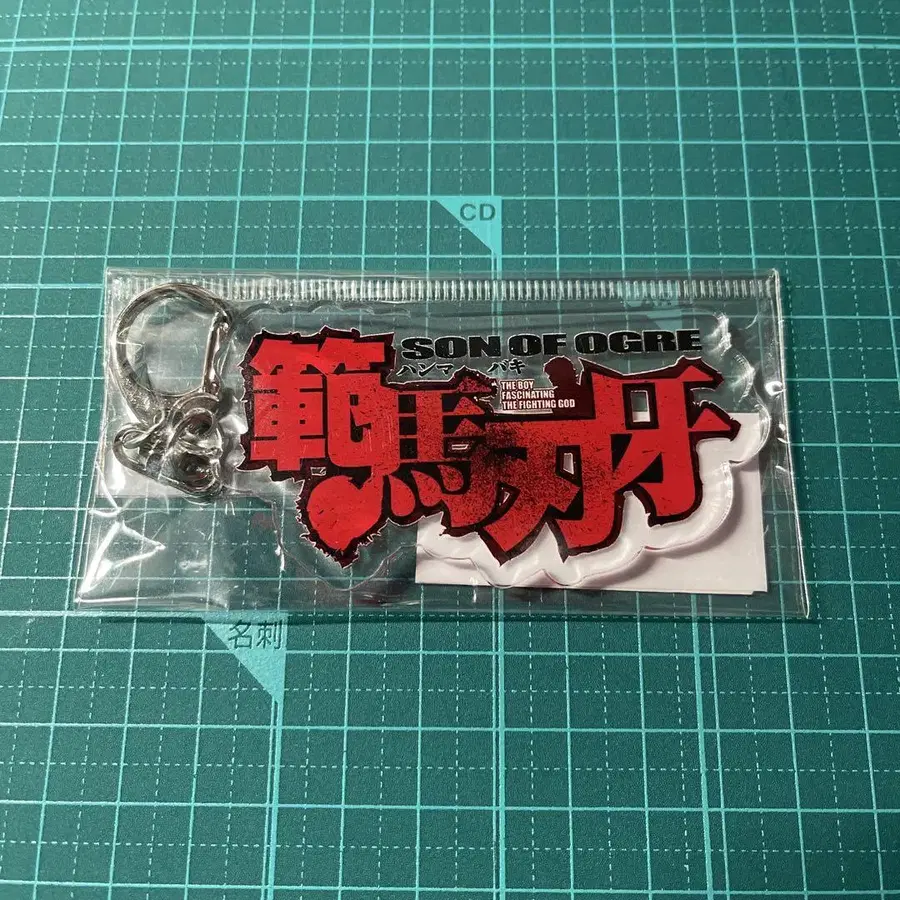 CD
SON OF OGRE
ハンマ バキ
範馬刃牙
THE BOY
FASCINATING
THE FIGHTING GOD
名刺